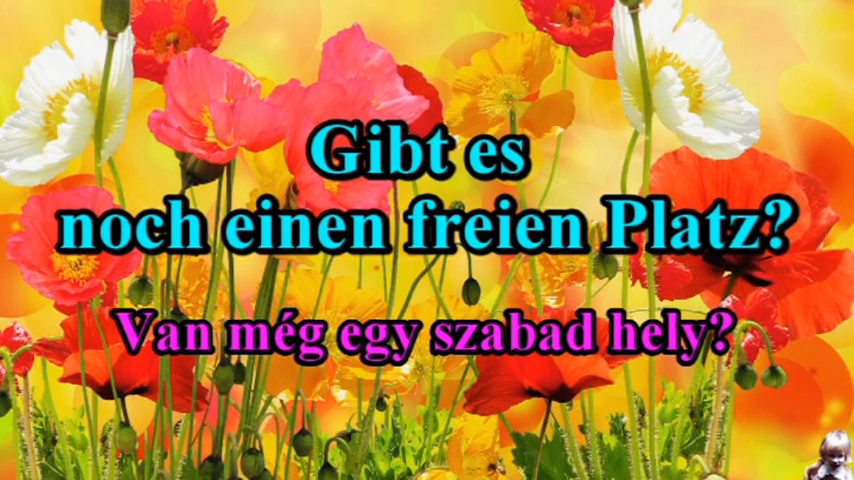 Gibt es
noch einen freien Platz?
Van még egy szabad hely?